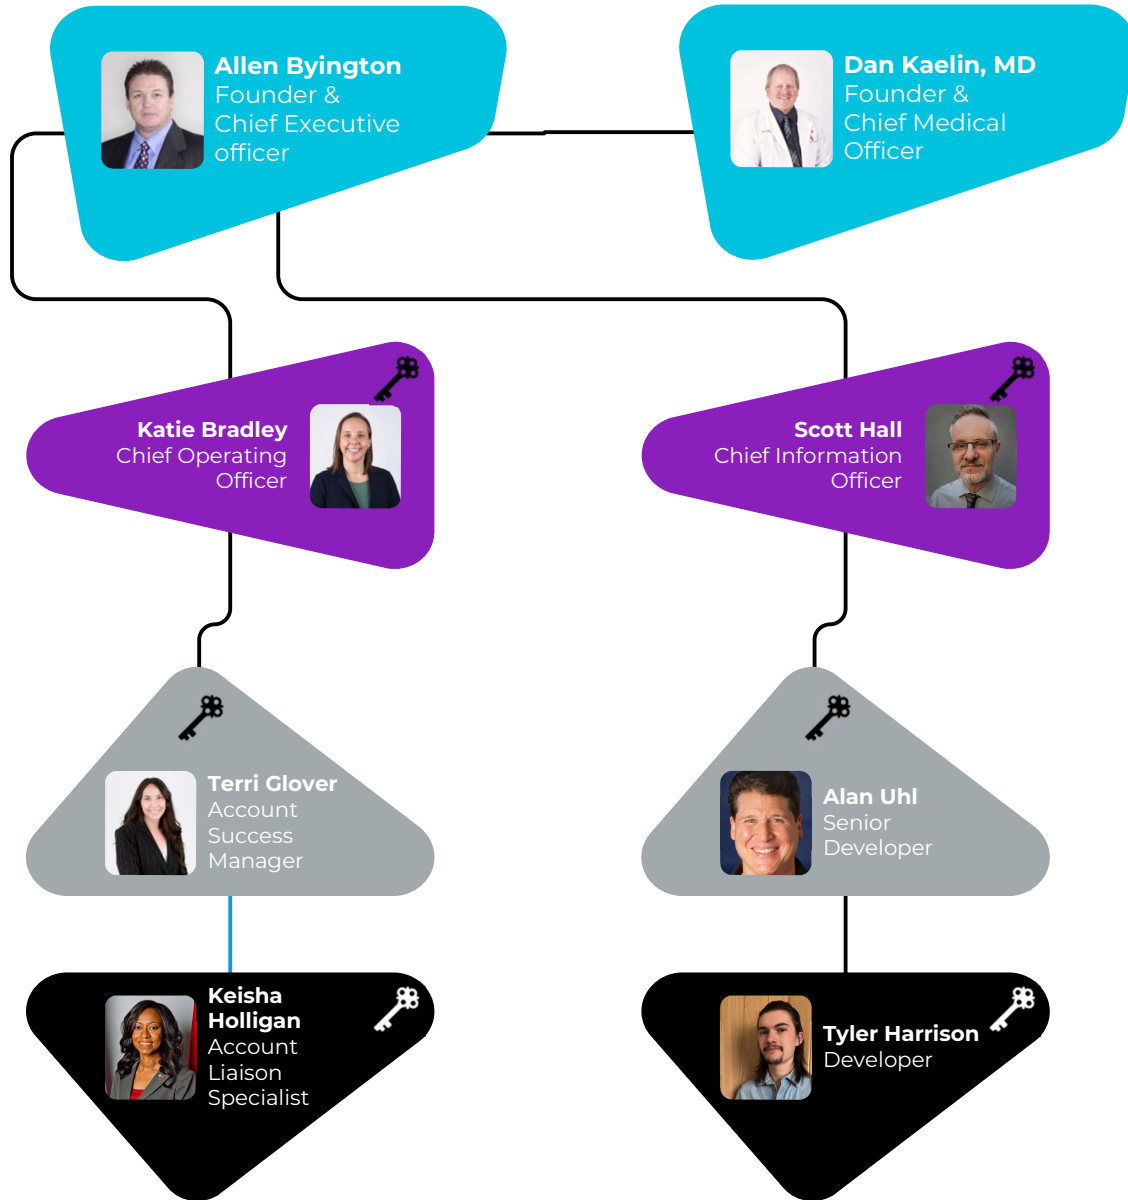 Allen Byington
Founder &
Chief Executive
officer
Dan Kaelin, MD
Founder &
Chief Medical
Officer
Katie Bradley
Chief Operating
Officer
Scott Hall
Chief Information
Officer
Terri Glover
Account
Success
Manager
Alan Uhl
Senior
Developer
Keisha
Holligan
Account
Liaison
Specialist
Tyler Harrison
Developer